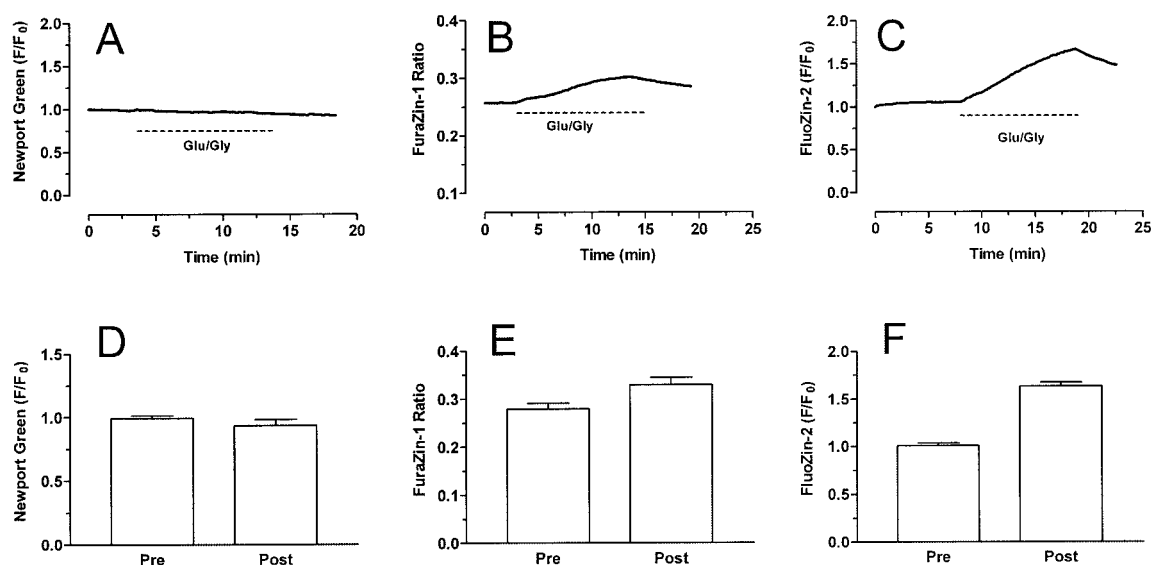 A
Newport Green (F/F0)
2.0
1.5
1.0
0.5
0.0
Glu/Gly
0 5 10 15 20
Time (min)
B
FuraZin-1 Ratio
0.4
0.3
0.2
0.1
Glu/Gly
0 5 10 15 20 25
Time (min)
C
FluoZin-2 (F/F0)
2.0
1.5
1.0
0.5
0.0
Glu/Gly
0 5 10 15 20 25
Time (min)
D
Newport Green (F/F0)
1.5
1.0
0.5
0.0
Pre Post
E
FuraZin-1 Ratio
0.4
0.3
0.2
0.1
0.0
Pre Post
F
FluoZin-2 (F/F0)
2.0
1.5
1.0
0.5
0.0
Pre Post